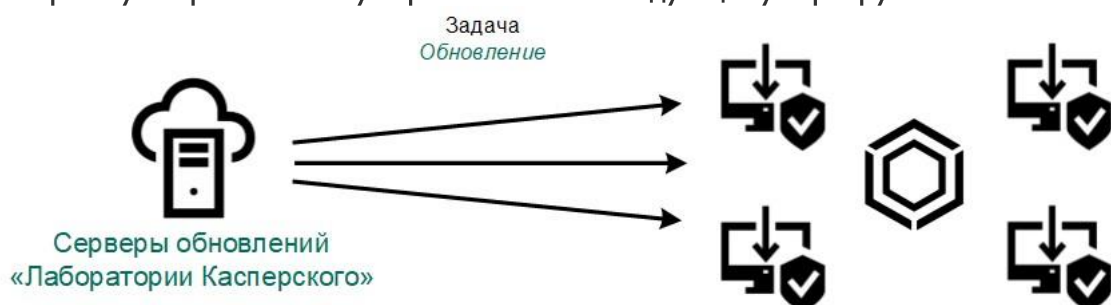 Задача
Обновление
Серверы обновлений
«Лаборатории Касперского»